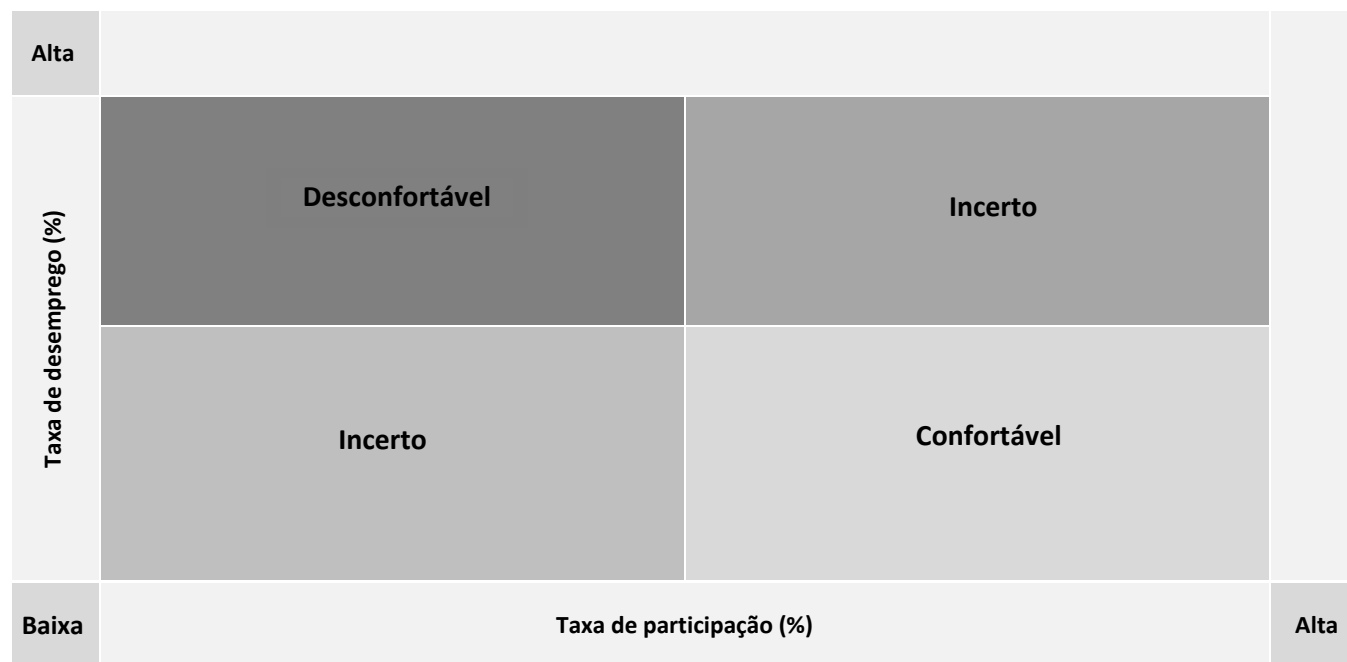 Alta
Taxa de desemprego (%)
Desconfortável
Incerto
Incerto
Confortável
Baixa
Taxa de participação (%)
Alta